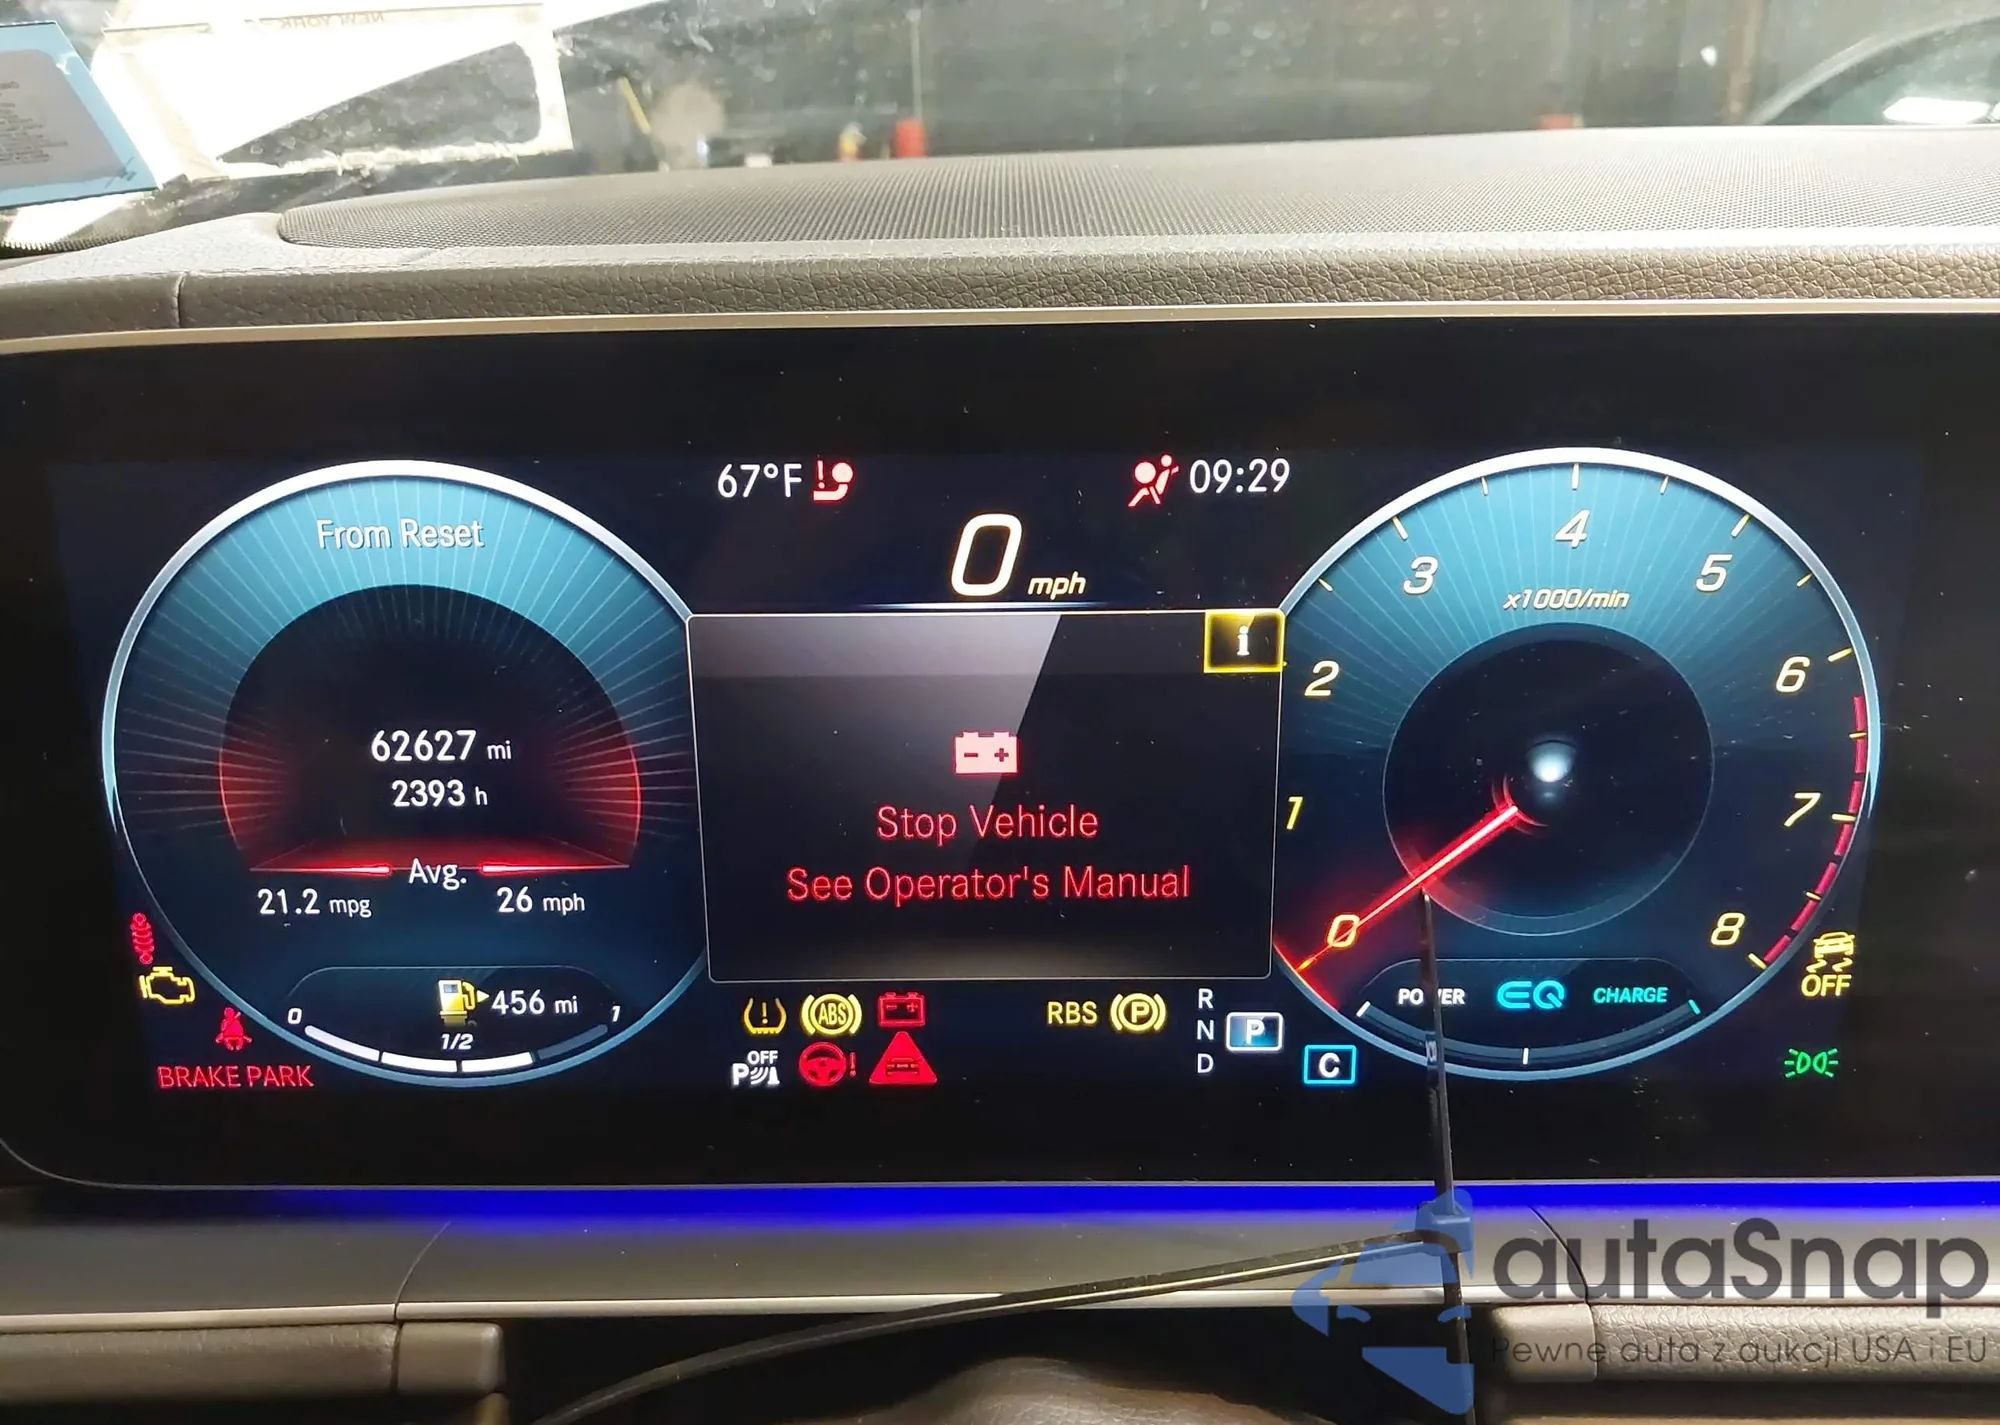 NEW YORK
67°F
09:29
0 mph
From Reset
62627 mi
2393 h
Avg.
21.2 mpg
26 mph
456 mi
0 1/2 1
BRAKE PARK
i
- +
Stop Vehicle
See Operator's Manual
! ABS - +
OFF
P !
RBS P
R
N P
D
C
0 1 2 3 4 5 6 7 8
x1000/min
EQ CHARGE
OFF
autaSnap
Pewne auta z aukcji USA i EU